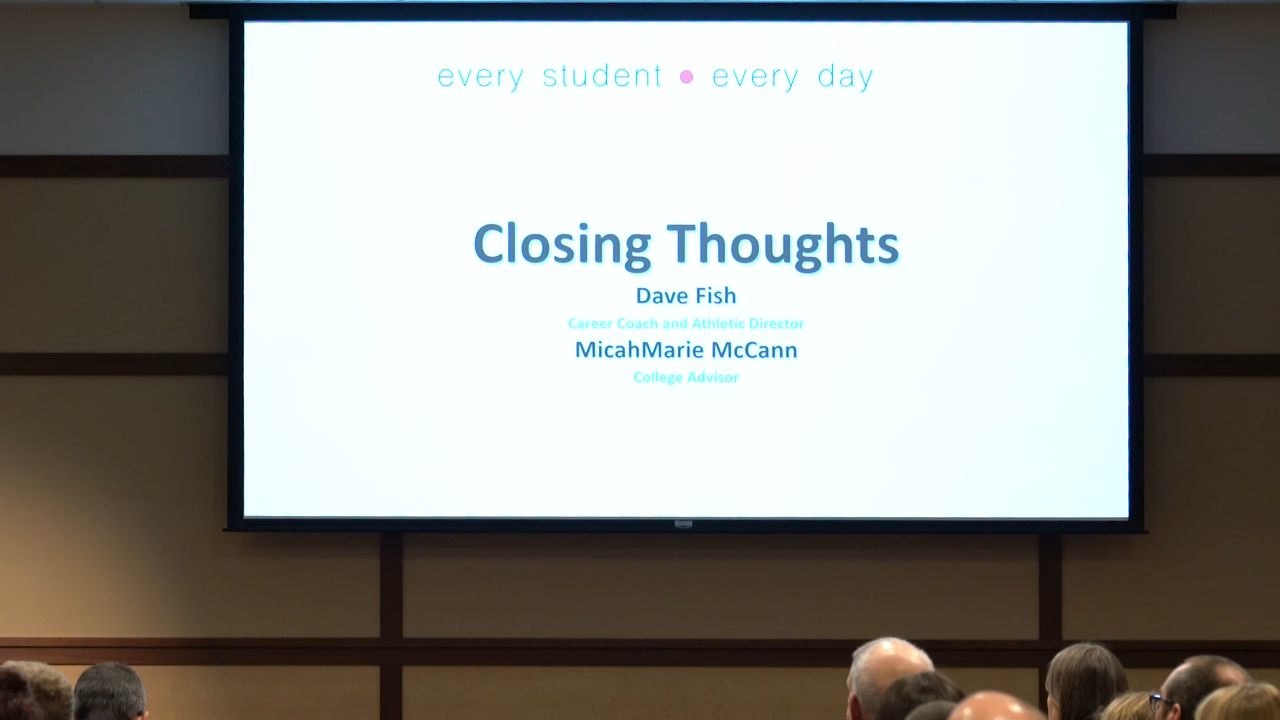 every student • every day
Closing Thoughts
Dave Fish
Career Coach and Athletic Director
MicahMarie McCann
College Advisor